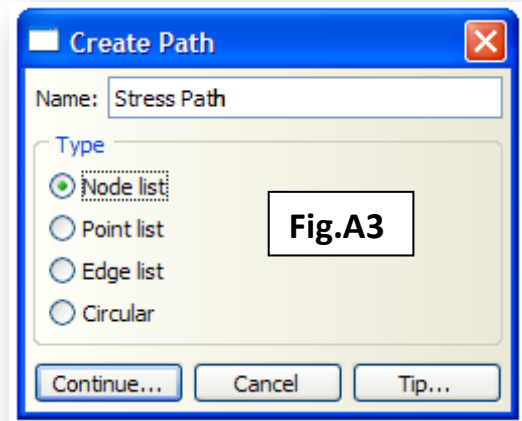 Create Path
Name: Stress Path
Type
Node list
Point list
Fig.A3
Edge list
Circular
Continue... Cancel Tip...